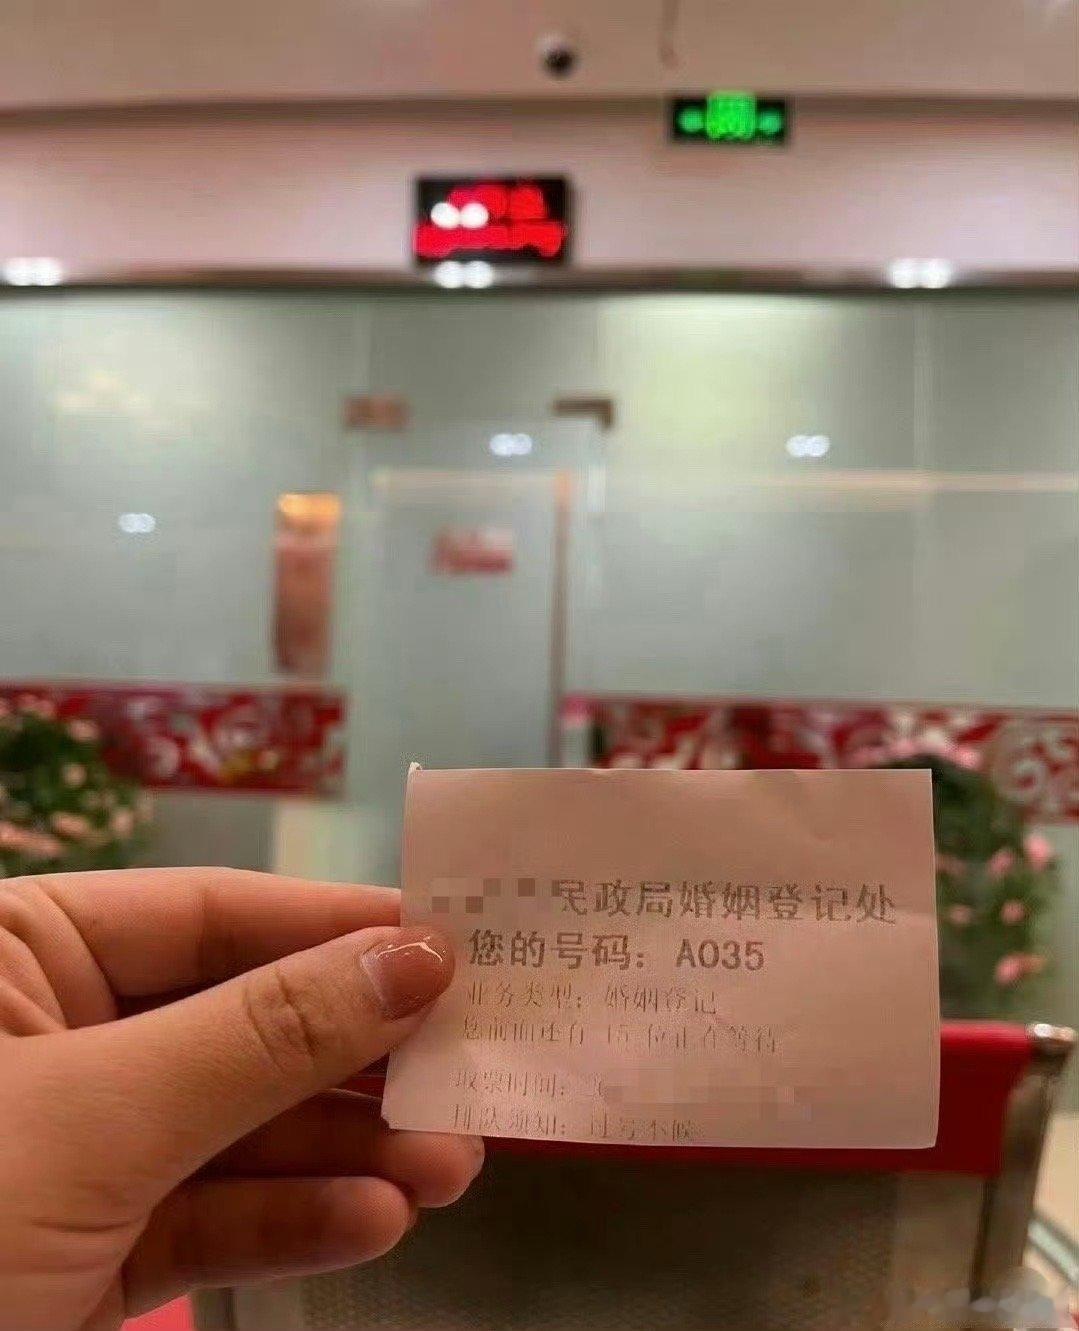 民政局婚姻登记处
您的号码：A035
业务类型：婚姻登记
您前面还有 15 位正在等待
取票时间：
排队须知：过号不候